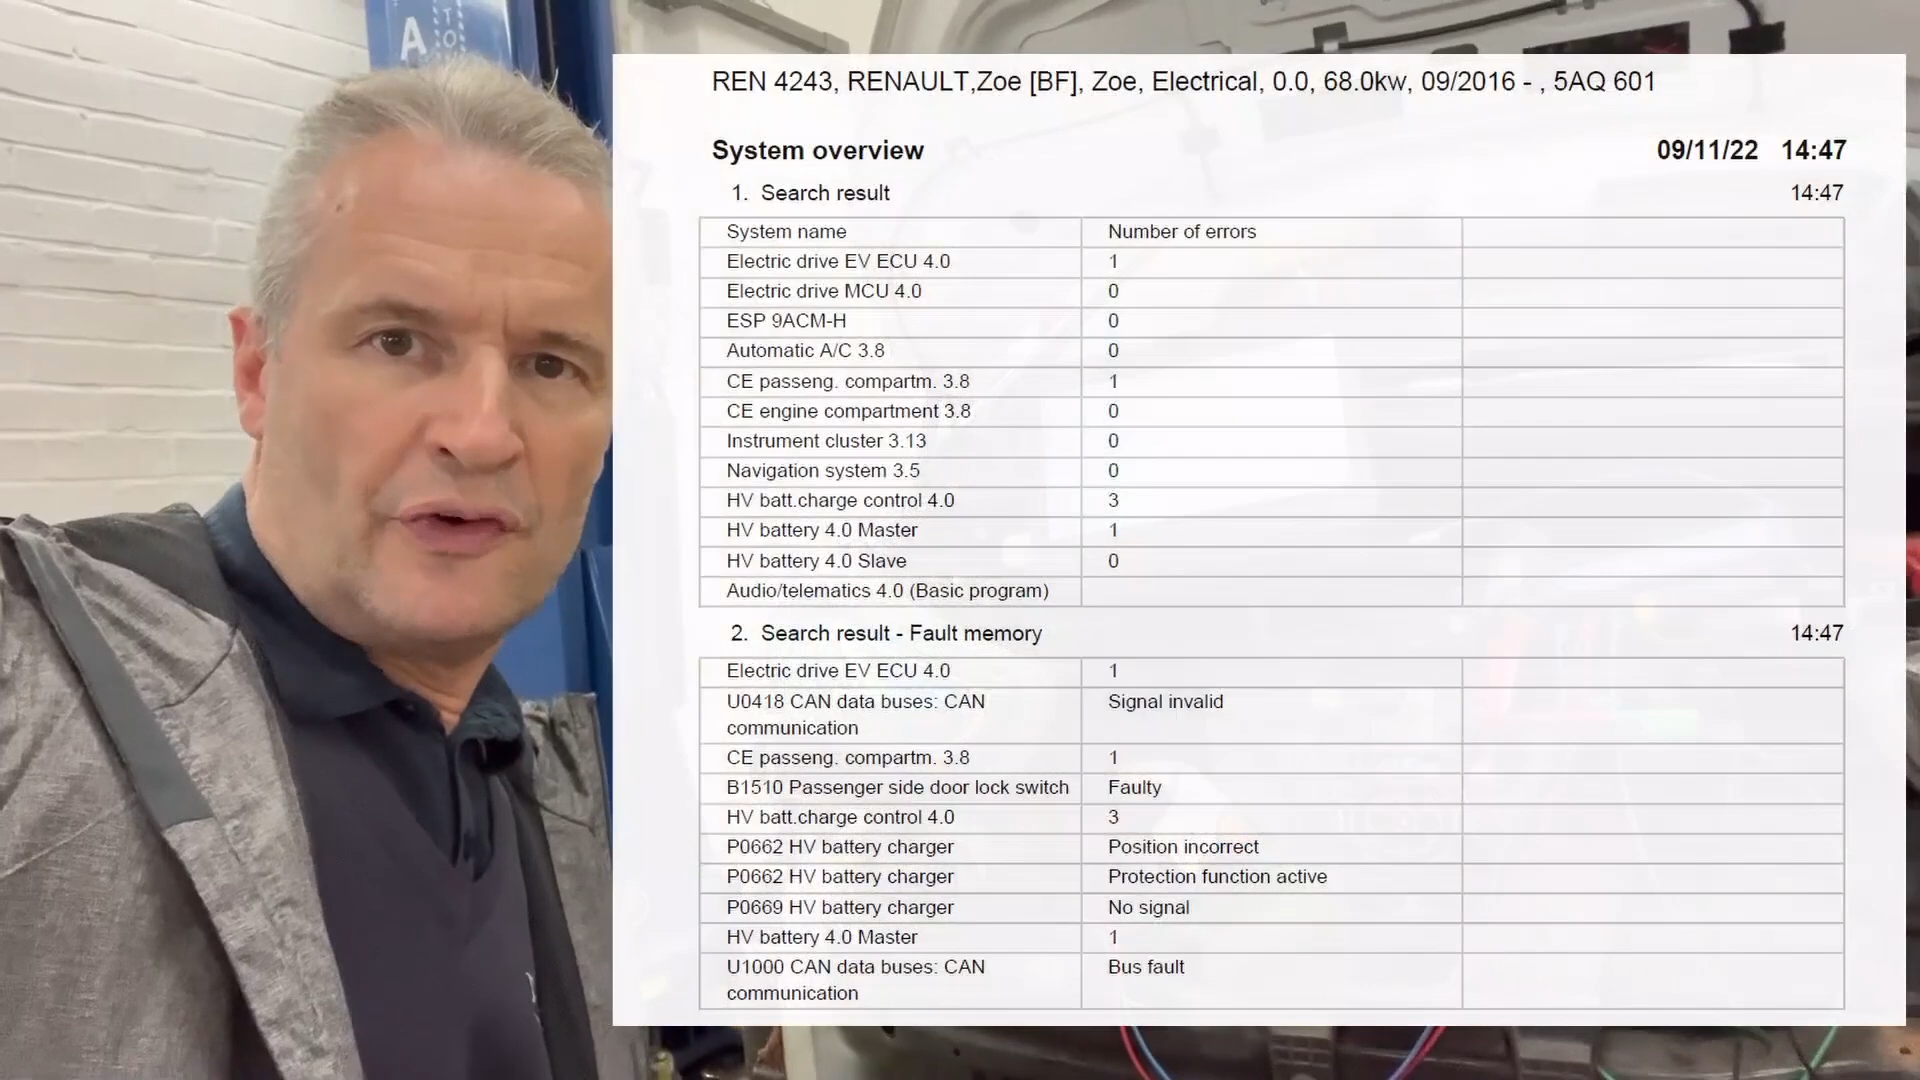 A
TO
REN 4243, RENAULT,Zoe [BF], Zoe, Electrical, 0.0, 68.0kw, 09/2016 - , 5AQ 601
System overview 09/11/22 14:47
1. Search result 14:47
System name Number of errors
Electric drive EV ECU 4.0 1
Electric drive MCU 4.0 0
ESP 9ACM-H 0
Automatic A/C 3.8 0
CE passeng. compartm. 3.8 1
CE engine compartment 3.8 0
Instrument cluster 3.13 0
Navigation system 3.5 0
HV batt.charge control 4.0 3
HV battery 4.0 Master 1
HV battery 4.0 Slave 0
Audio/telematics 4.0 (Basic program)
2. Search result - Fault memory 14:47
Electric drive EV ECU 4.0 1
U0418 CAN data buses: CAN Signal invalid
communication
CE passeng. compartm. 3.8 1
B1510 Passenger side door lock switch Faulty
HV batt.charge control 4.0 3
P0662 HV battery charger Position incorrect
P0662 HV battery charger Protection function active
P0669 HV battery charger No signal
HV battery 4.0 Master 1
U1000 CAN data buses: CAN Bus fault
communication